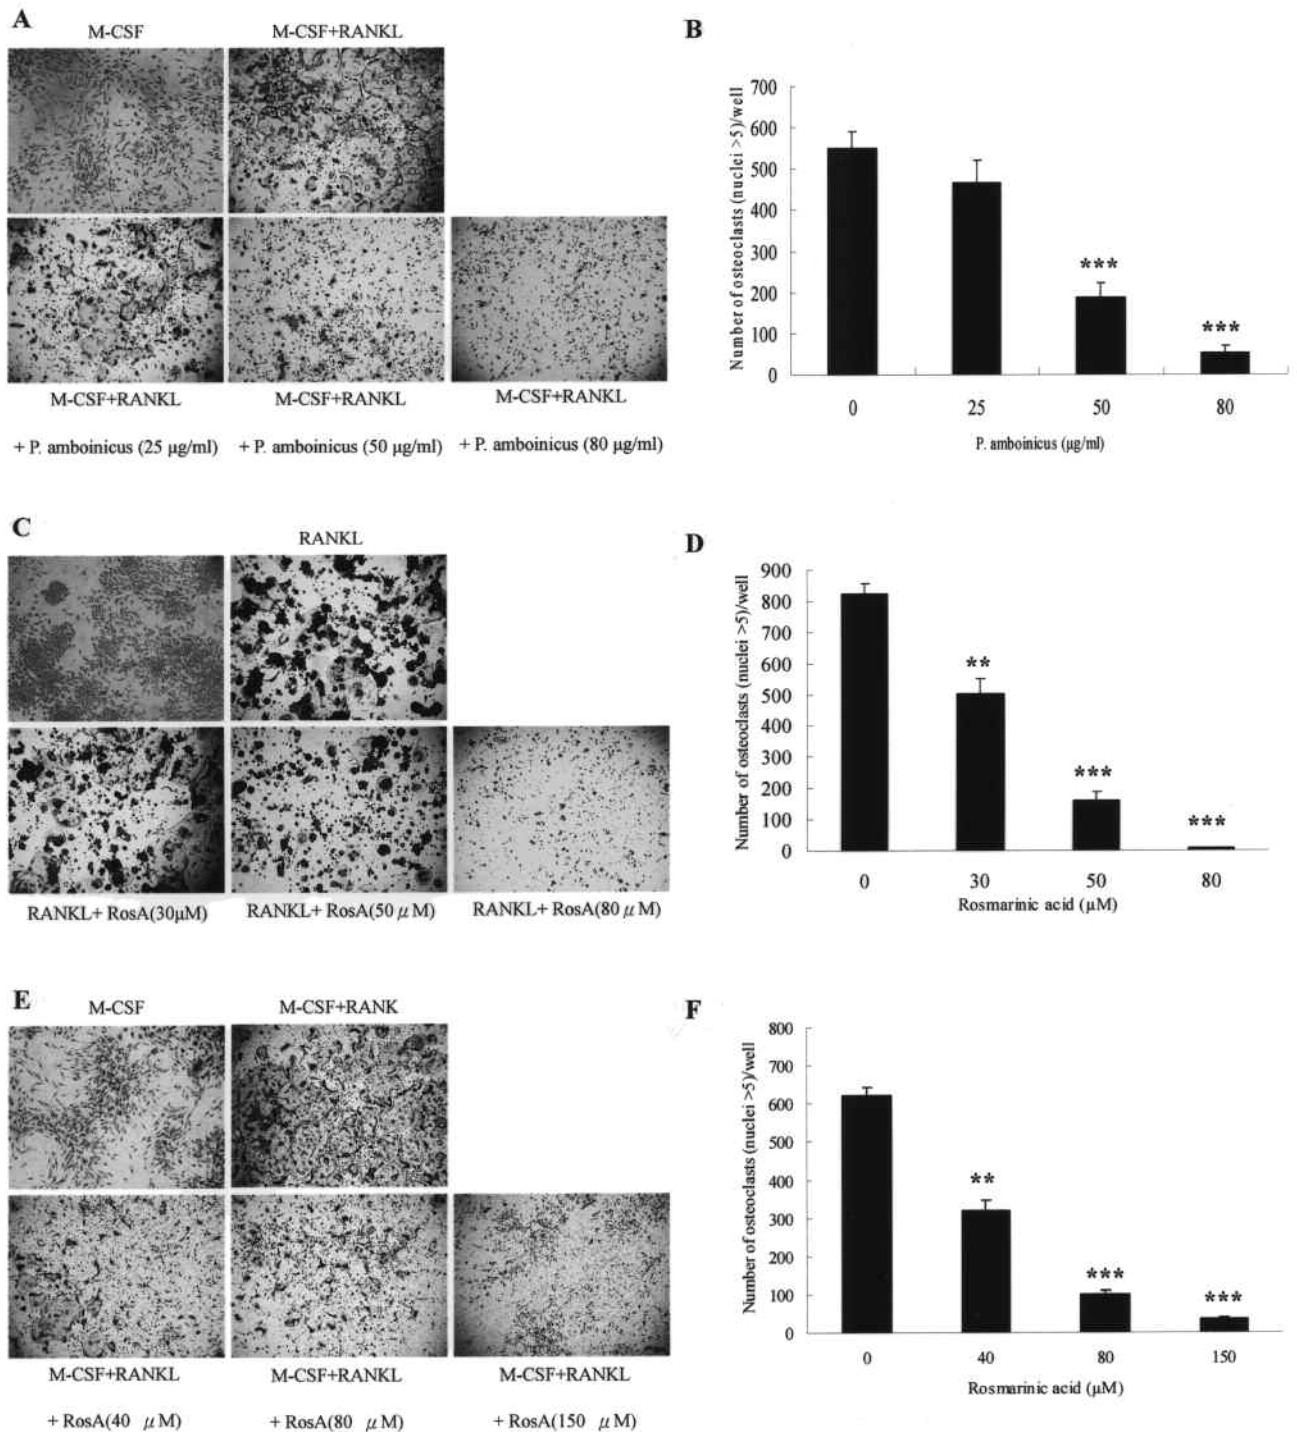 A
M-CSF
M-CSF+RANKL
M-CSF+RANKL
M-CSF+RANKL
M-CSF+RANKL
+ P. amboinicus (25 μg/ml)
+ P. amboinicus (50 μg/ml)
+ P. amboinicus (80 μg/ml)
B
Number of osteoclasts (nuclei >5)/well
700
600
500
400
300
200
100
0
***
***
0
25
50
80
P. amboinicus (μg/ml)
C
RANKL
RANKL+ RosA(30μM)
RANKL+ RosA(50 μ M)
RANKL+ RosA(80 μ M)
D
Number of osteoclasts (nuclei >5)/well
900
800
700
600
500
400
300
200
100
0
**
***
***
0
30
50
80
Rosmarinic acid (μM)
E
M-CSF
M-CSF+RANK
M-CSF+RANKL
M-CSF+RANKL
M-CSF+RANKL
+ RosA(40 μ M)
+ RosA(80 μ M)
+ RosA(150 μ M)
F
Number of osteoclasts (nuclei >5)/well
800
700
600
500
400
300
200
100
0
**
***
***
0
40
80
150
Rosmarinic acid (μM)